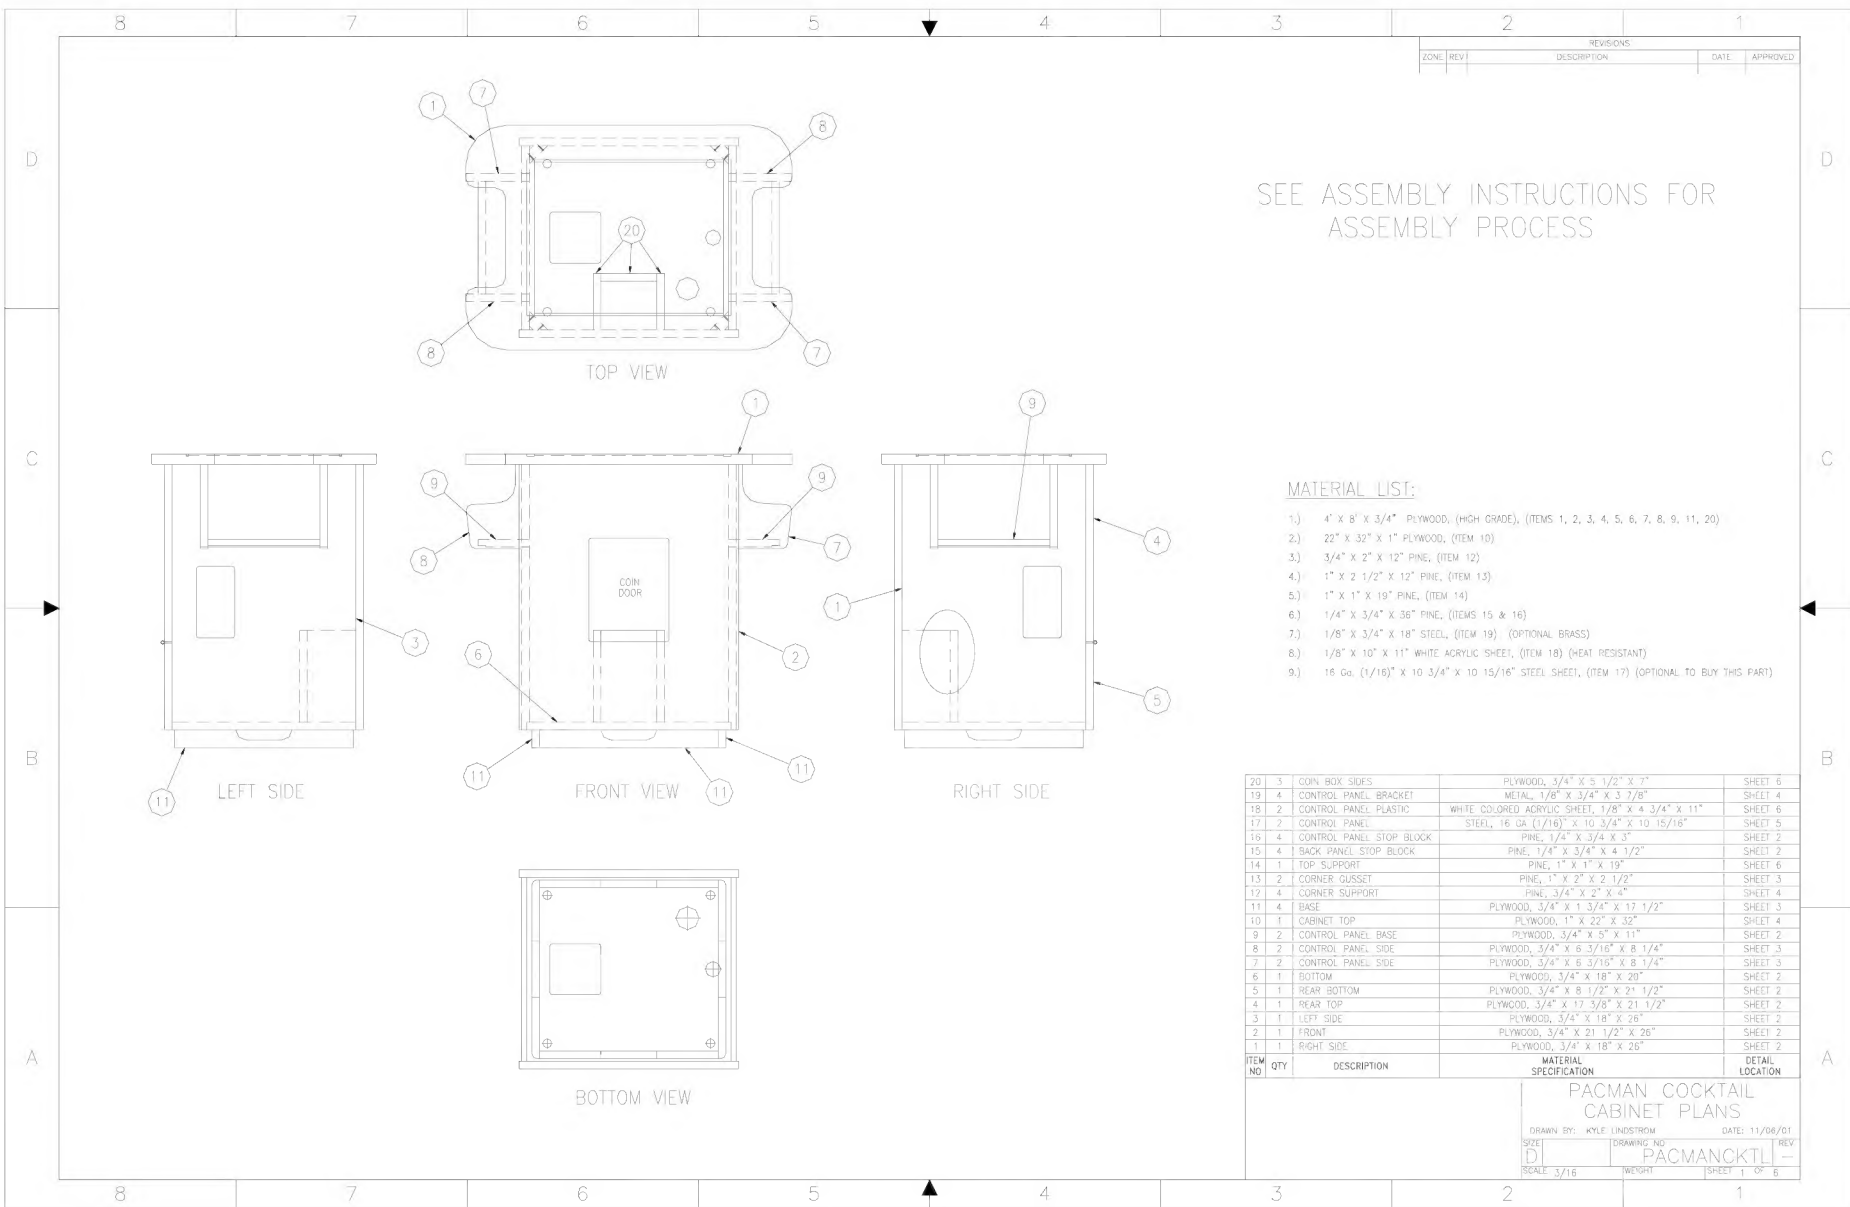 8 7 6 5 4 3 2 1
REVISIONS
ZONE REV DESCRIPTION DATE APPROVED
D
D
1
7
8
20
8
7
TOP VIEW
SEE ASSEMBLY INSTRUCTIONS FOR
ASSEMBLY PROCESS
C
C
1
9
9
9
8
7
4
COIN
DOOR
1
3
6
2
5
11
11
11
11
LEFT SIDE
FRONT VIEW
RIGHT SIDE
B
B
MATERIAL LIST:
1.) 4' X 8' X 3/4" PLYWOOD, (HIGH GRADE), (ITEMS 1, 2, 3, 4, 5, 6, 7, 8, 9, 11, 20)
2.) 22" X 32" X 1" PLYWOOD, (ITEM 10)
3.) 3/4" X 2" X 12" PINE, (ITEM 12)
4.) 1" X 2 1/2" X 12" PINE, (ITEM 13)
5.) 1" X 1" X 19" PINE, (ITEM 14)
6.) 1/4" X 3/4" X 36" PINE, (ITEMS 15 & 16)
7.) 1/8" X 3/4" X 18" STEEL, (ITEM 19) (OPTIONAL BRASS)
8.) 1/8" X 10" X 11" WHITE ACRYLIC SHEET, (ITEM 18) (HEAT RESISTANT)
9.) 16 Ga. (1/16)" X 10 3/4" X 10 15/16" STEEL SHEET, (ITEM 17) (OPTIONAL TO BUY THIS PART)
20 3 COIN BOX SIDES PLYWOOD, 3/4" X 5 1/2" X 7" SHEET 6
19 4 CONTROL PANEL BRACKET METAL, 1/8" X 3/4" X 3 7/8" SHEET 4
18 2 CONTROL PANEL PLASTIC WHITE COLORED ACRYLIC SHEET, 1/8" X 4 3/4" X 11" SHEET 6
17 2 CONTROL PANEL STEEL, 16 GA (1/16)" X 10 3/4" X 10 15/16" SHEET 5
16 4 CONTROL PANEL STOP BLOCK PINE, 1/4" X 3/4 X 3" SHEET 2
15 4 BACK PANEL STOP BLOCK PINE, 1/4" X 3/4" X 4 1/2" SHEET 2
14 1 TOP SUPPORT PINE, 1" X 1" X 19" SHEET 6
13 2 CORNER GUSSET PINE, 1" X 2" X 2 1/2" SHEET 3
12 4 CORNER SUPPORT PINE, 3/4" X 2" X 4" SHEET 4
11 4 BASE PLYWOOD, 3/4" X 1 3/4" X 17 1/2" SHEET 3
10 1 CABINET TOP PLYWOOD, 1" X 22" X 32" SHEET 4
9 2 CONTROL PANEL BASE PLYWOOD, 3/4" X 5" X 11" SHEET 2
8 2 CONTROL PANEL SIDE PLYWOOD, 3/4" X 6 3/16" X 8 1/4" SHEET 3
7 2 CONTROL PANEL SIDE PLYWOOD, 3/4" X 6 3/16" X 8 1/4" SHEET 3
6 1 BOTTOM PLYWOOD, 3/4" X 18" X 20" SHEET 2
5 1 REAR BOTTOM PLYWOOD, 3/4" X 8 1/2" X 21 1/2" SHEET 2
4 1 REAR TOP PLYWOOD, 3/4" X 17 3/8" X 21 1/2" SHEET 2
3 1 LEFT SIDE PLYWOOD, 3/4" X 18" X 26" SHEET 2
2 1 FRONT PLYWOOD, 3/4" X 21 1/2" X 26" SHEET 2
1 1 RIGHT SIDE PLYWOOD, 3/4" X 18" X 26" SHEET 2
ITEM NO QTY DESCRIPTION MATERIAL SPECIFICATION DETAIL LOCATION
A
A
BOTTOM VIEW
PACMAN COCKTAIL
CABINET PLANS
DRAWN BY: KYLE LINDSTROM DATE: 11/06/01
SIZE DRAWING NO REV
D PACMANCKTL -
SCALE 3/16 WEIGHT SHEET 1 OF 6
8 7 6 5 4 3 2 1